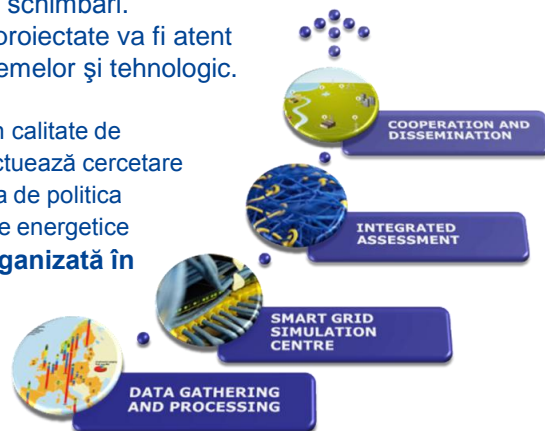 schimbări.
proiectate va fi atent
emelor şi tehnologic.
calitate de
ctuează cercetare
a de politica
e energetice
ganizată în
COOPERATION AND
DISSEMINATION
INTEGRATED
ASSESSMENT
SMART GRID
SIMULATION
CENTRE
DATA GATHERING
AND PROCESSING